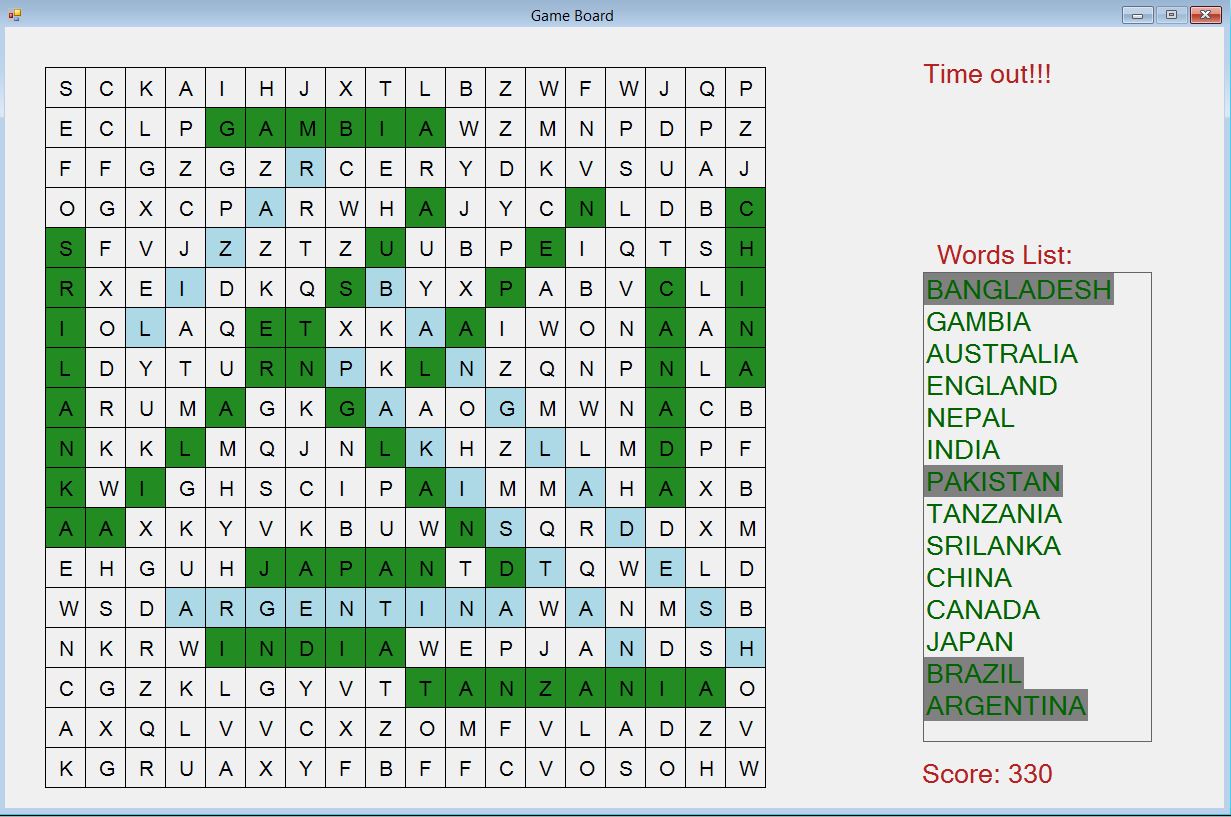 Game Board
Time out!!!
S C K A I H J X T L B Z W F W J Q P
E C L P G A M B I A W Z M N P D P Z
F F G Z G Z R C E R Y D K V S U A J
O G X C P A R W H A J Y C N L D B C
S F V J Z Z T Z U U B P E I Q T S H
R X E I D K Q S B Y X P A B V C L I
I O L A Q E T X K A A I W O N A A N
L D Y T U R N P K L N Z Q N P N L A
A R U M A G K G A A O G M W N A C B
N K K L M Q J N L K H Z L L M D P F
K W I G H S C I P A I M M A H A X B
A A X K Y V K B U W N S Q R D D X M
E H G U H J A P A N T D T Q W E L D
W S D A R G E N T I N A W A N M S B
N K R W I N D I A W E P J A N D S H
C G Z K L G Y V T T A N Z A N I A O
A X Q L V V C X Z O M F V L A D Z V
K G R U A X Y F B F F C V O S O H W
Words List:
BANGLADESH
GAMBIA
AUSTRALIA
ENGLAND
NEPAL
INDIA
PAKISTAN
TANZANIA
SRILANKA
CHINA
CANADA
JAPAN
BRAZIL
ARGENTINA
Score: 330